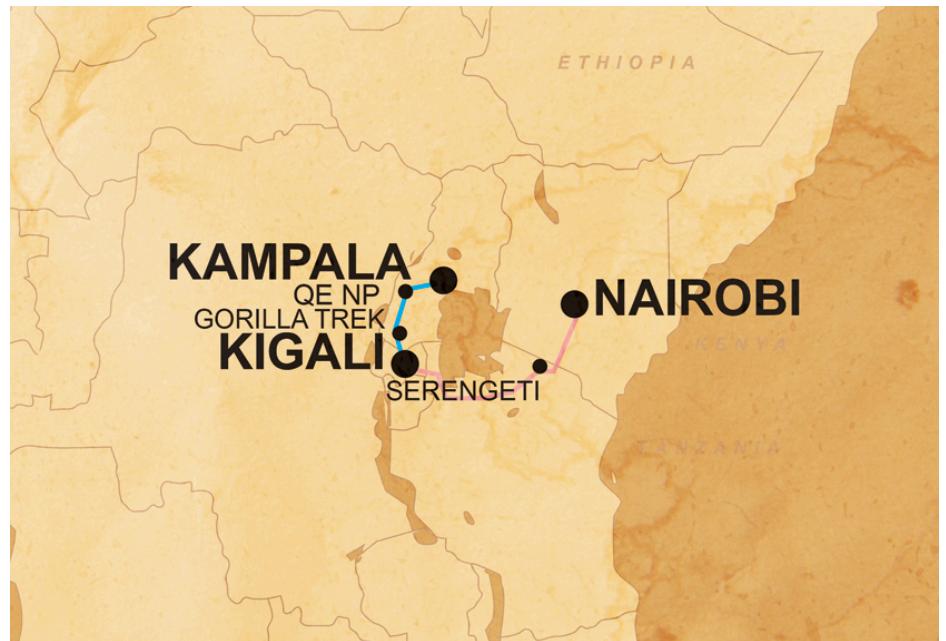 ETHIOPIA
KAMPALA
QE NP
NAIROBI
GORILLA TREK
KIGALI
KENYA
SERENGETI
TANZANIA